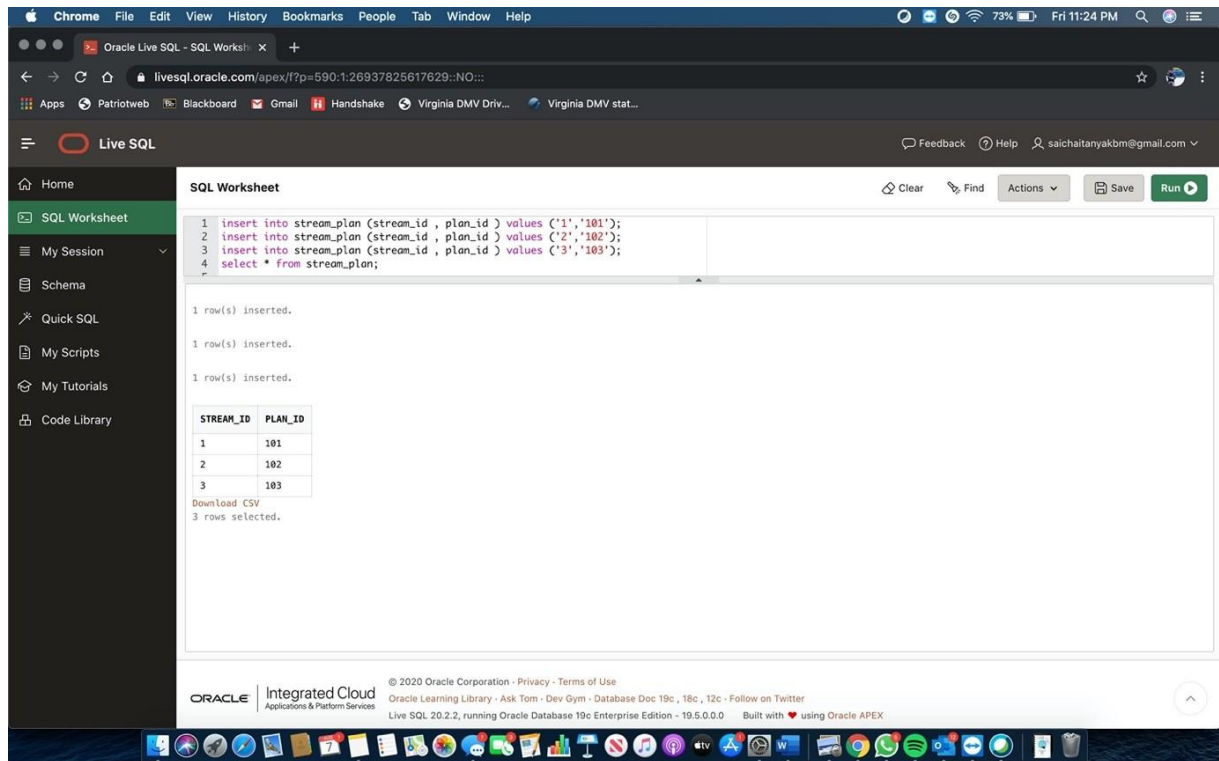 Chrome File Edit View History Bookmarks People Tab Window Help 73% Fri 11:24 PM
Oracle Live SQL - SQL Worksh
livesql.oracle.com/apex/f?p=590:1:26937825617629::NO:::
Apps Patriotweb Blackboard Gmail Handshake Virginia DMV Driv... Virginia DMV stat...
Live SQL Feedback Help saichaitanyakbm@gmail.com
Home
SQL Worksheet
My Session
Schema
Quick SQL
My Scripts
My Tutorials
Code Library
SQL Worksheet Clear Find Actions Save Run
1 insert into stream_plan (stream_id , plan_id ) values ('1','101');
2 insert into stream_plan (stream_id , plan_id ) values ('2','102');
3 insert into stream_plan (stream_id , plan_id ) values ('3','103');
4 select * from stream_plan;
1 row(s) inserted.
1 row(s) inserted.
1 row(s) inserted.
STREAM_ID PLAN_ID
1 101
2 102
3 103
Download CSV
3 rows selected.
ORACLE Integrated Cloud
Applications & Platform Services
© 2020 Oracle Corporation · Privacy · Terms of Use
Oracle Learning Library · Ask Tom · Dev Gym · Database Doc 19c , 18c , 12c · Follow on Twitter
Live SQL 20.2.2, running Oracle Database 19c Enterprise Edition - 19.5.0.0.0 Built with ❤ using Oracle APEX
7
tv
W